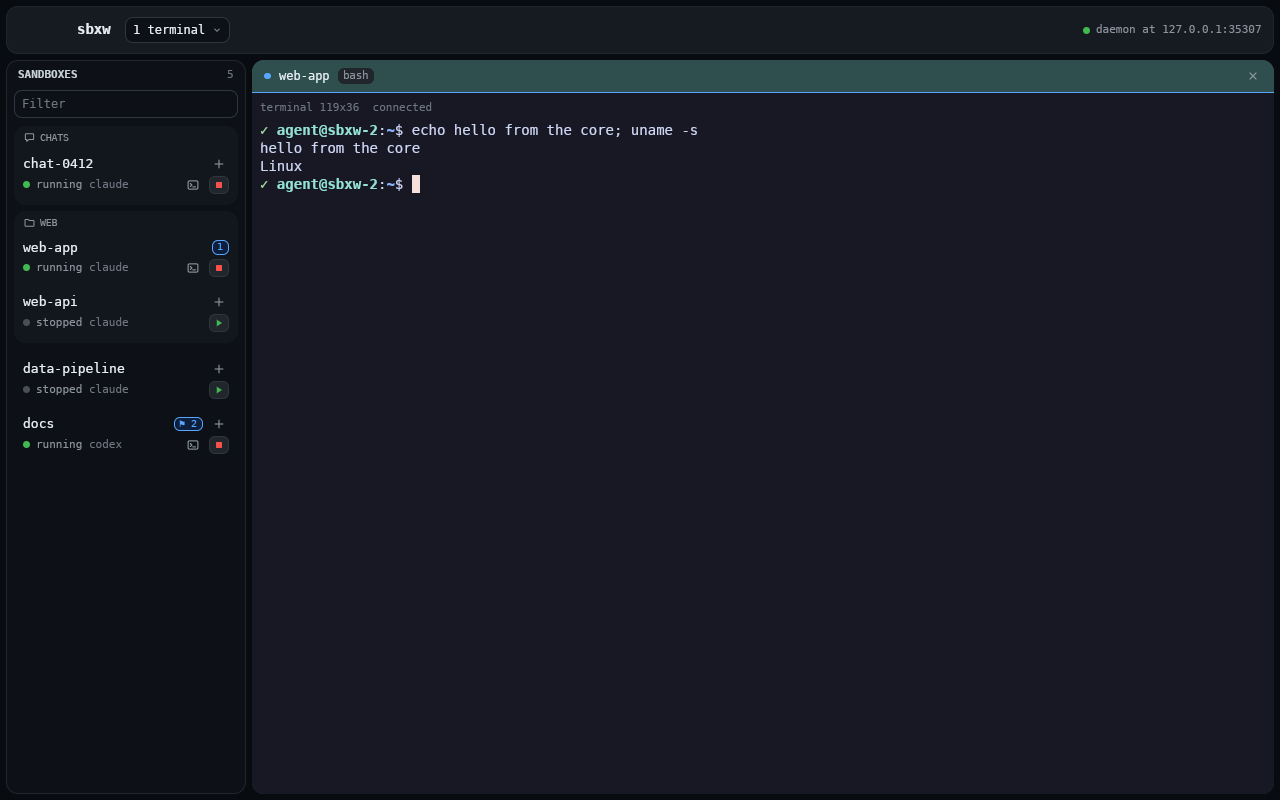 sbxw 1 terminal
daemon at 127.0.0.1:35307
SANDBOXES 5
Filter
CHATS
chat-0412 +
running claude
WEB
web-app 1
running claude
web-api +
stopped claude
data-pipeline +
stopped claude
docs 2 +
running codex
web-app bash ×
terminal 119x36 connected
✓ agent@sbxw-2:~$ echo hello from the core; uname -s
hello from the core
Linux
✓ agent@sbxw-2:~$